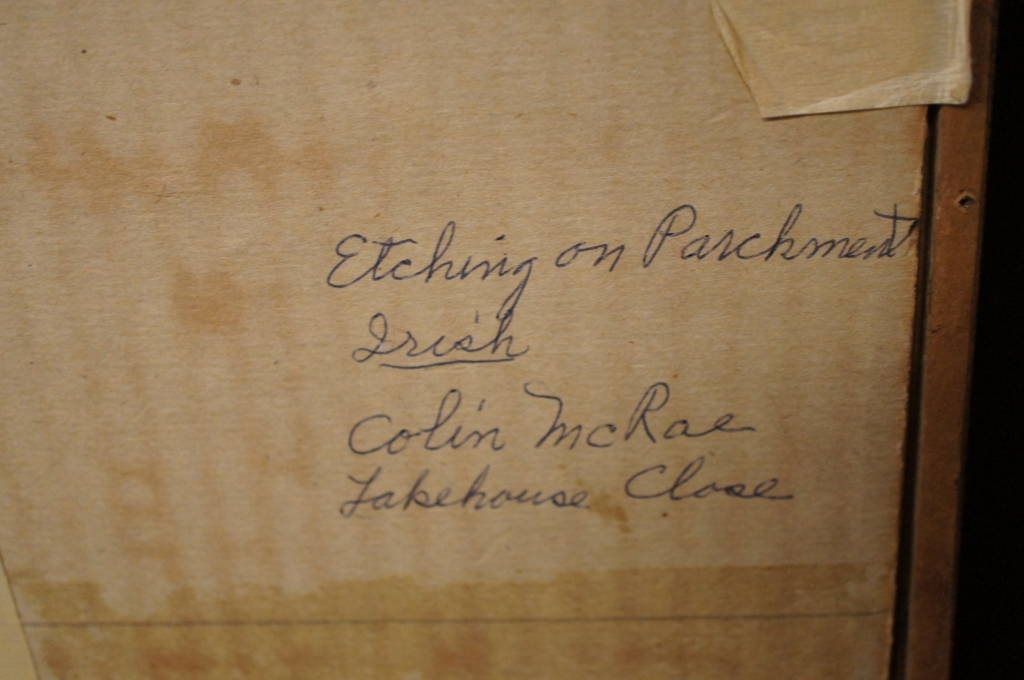 Etching on Parchment
Irish
Colin McRae
Lakehouse Close